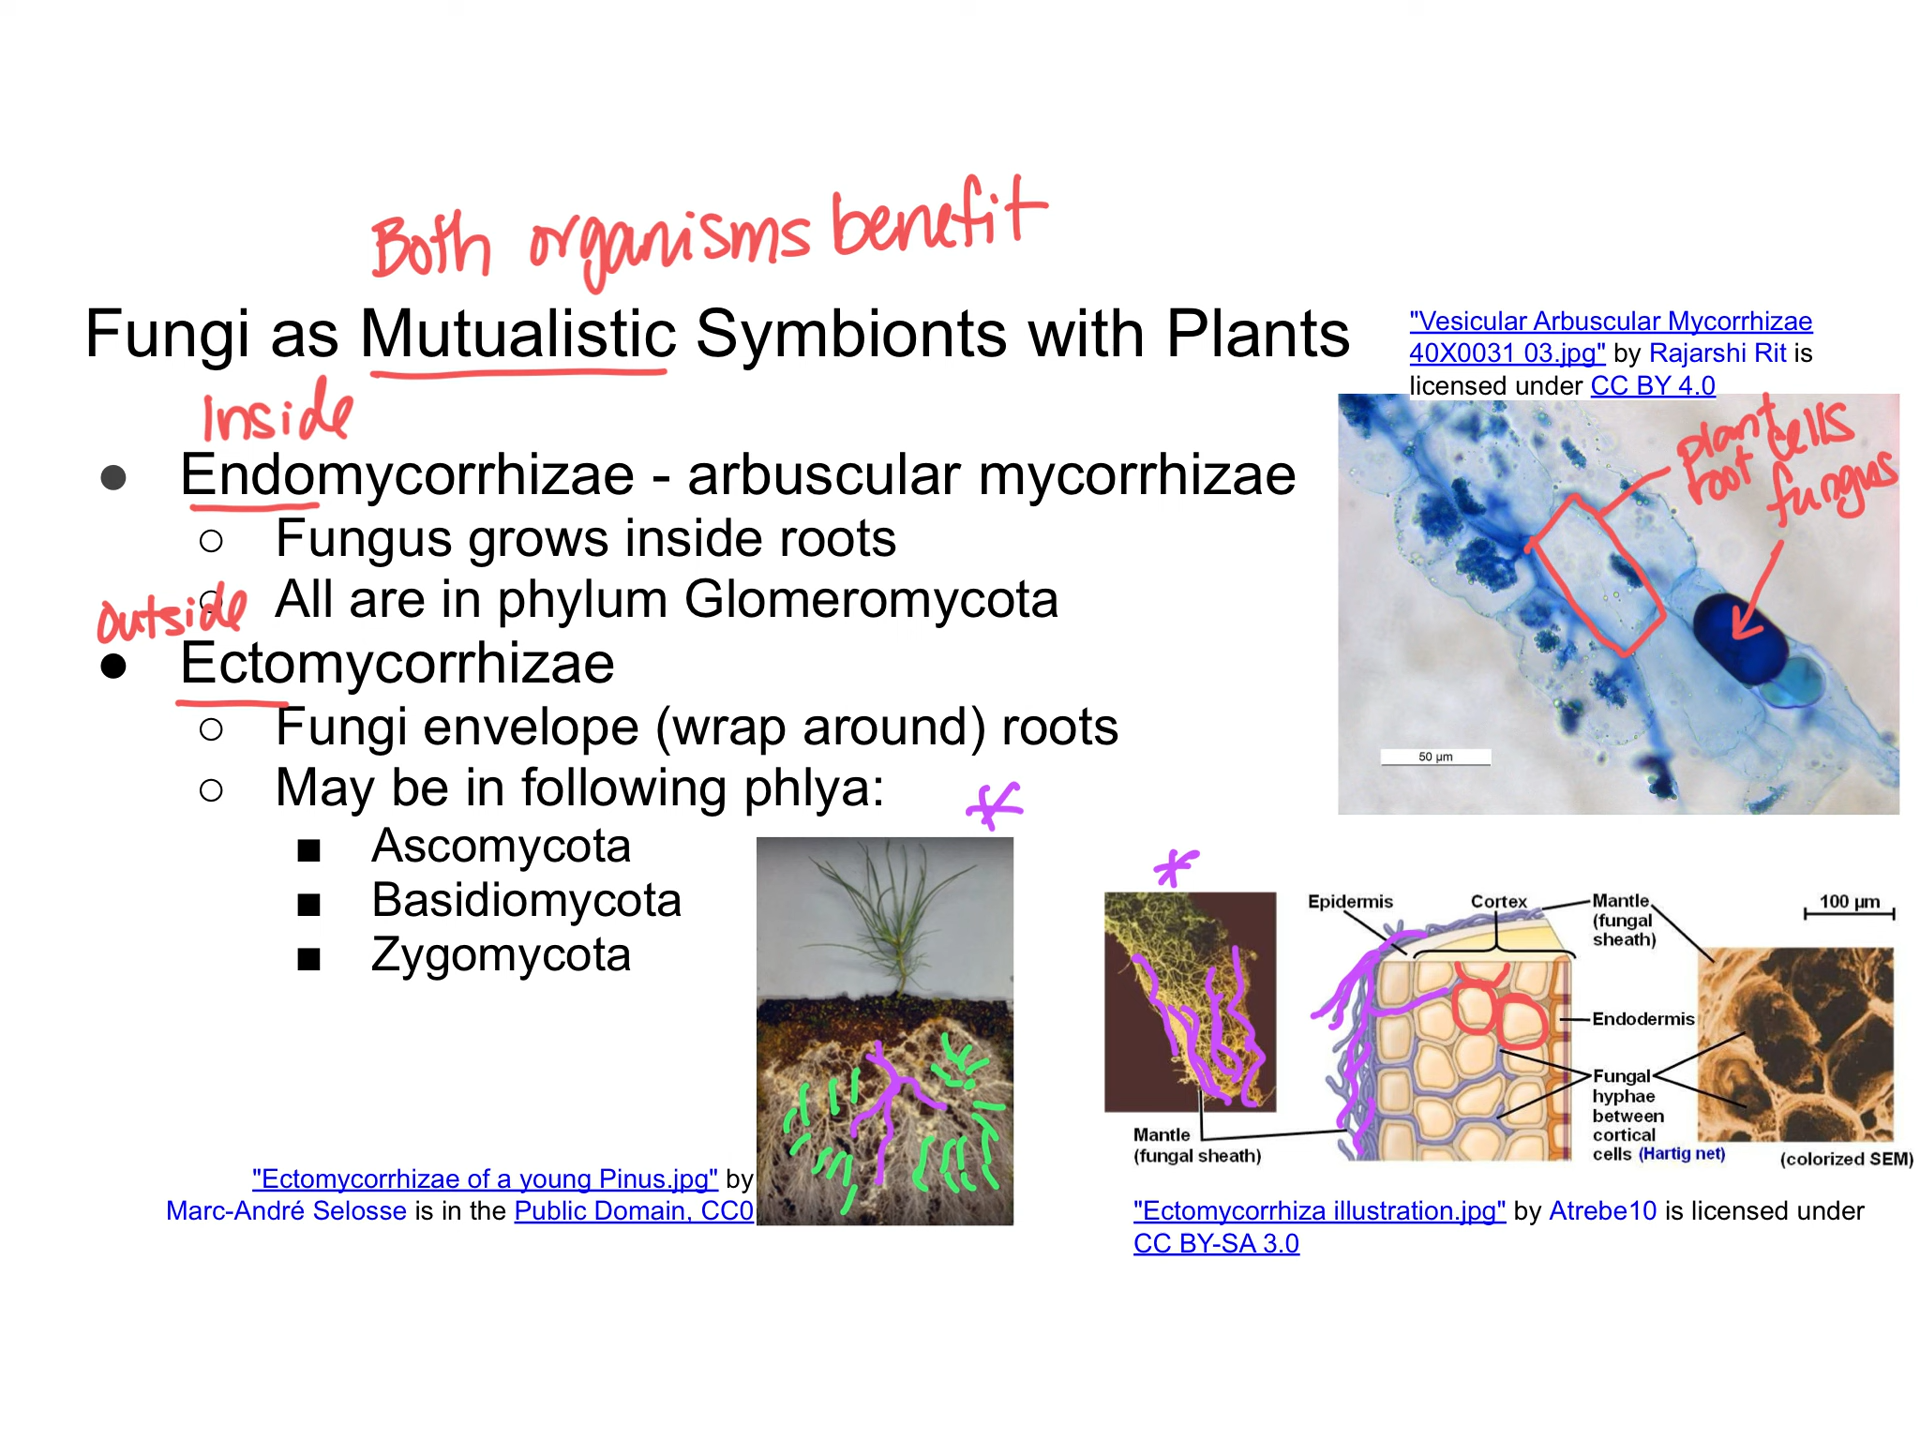 Both organisms benefit
Fungi as Mutualistic Symbionts with Plants
Inside
● Endomycorrhizae - arbuscular mycorrhizae
○ Fungus grows inside roots
○ All are in phylum Glomeromycota
outside
● Ectomycorrhizae
○ Fungi envelope (wrap around) roots
○ May be in following phlya:
■ Ascomycota
■ Basidiomycota
■ Zygomycota
"Ectomycorrhizae of a young Pinus.jpg" by
Marc-André Selosse is in the Public Domain, CC0
"Vesicular Arbuscular Mycorrhizae
40X0031 03.jpg" by Rajarshi Rit is
licensed under CC BY 4.0
plant cells
root
fungus
50 µm
Epidermis
Cortex
Mantle
(fungal
sheath)
100 µm
Endodermis
Fungal
hyphae
between
cortical
cells (Hartig net)
Mantle
(fungal sheath)
(colorized SEM)
"Ectomycorrhiza illustration.jpg" by Atrebe10 is licensed under
CC BY-SA 3.0